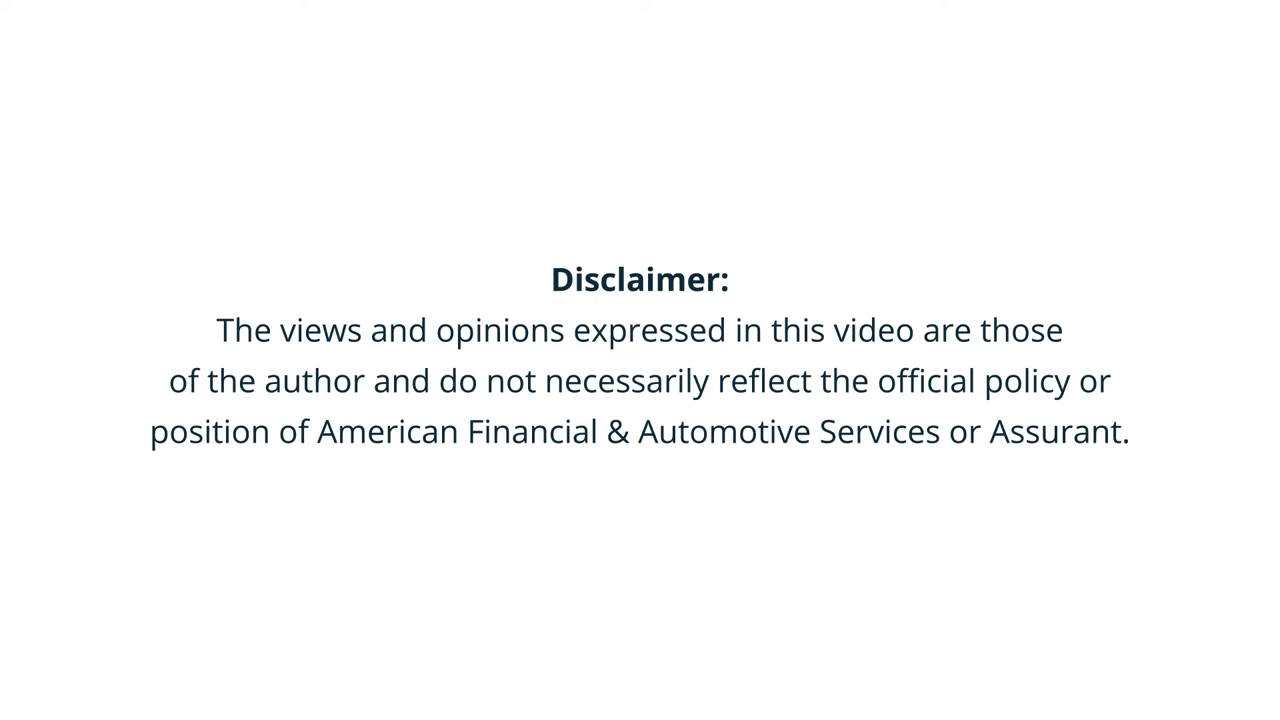 Disclaimer:
The views and opinions expressed in this video are those
of the author and do not necessarily reflect the official policy or
position of American Financial & Automotive Services or Assurant.